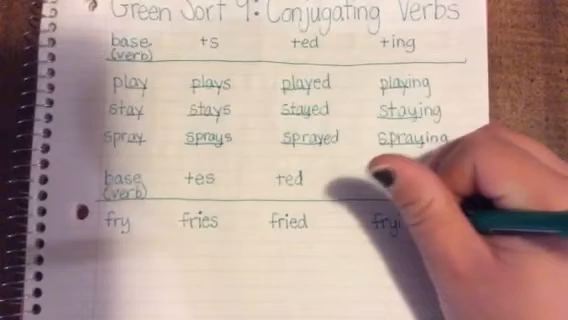 Green Sort 9: Conjugating Verbs
base (verb) +s +ed +ing
play plays played playing
stay stays stayed staying
spray sprays sprayed spraying
base (verb) +es +ed
fry fries fried